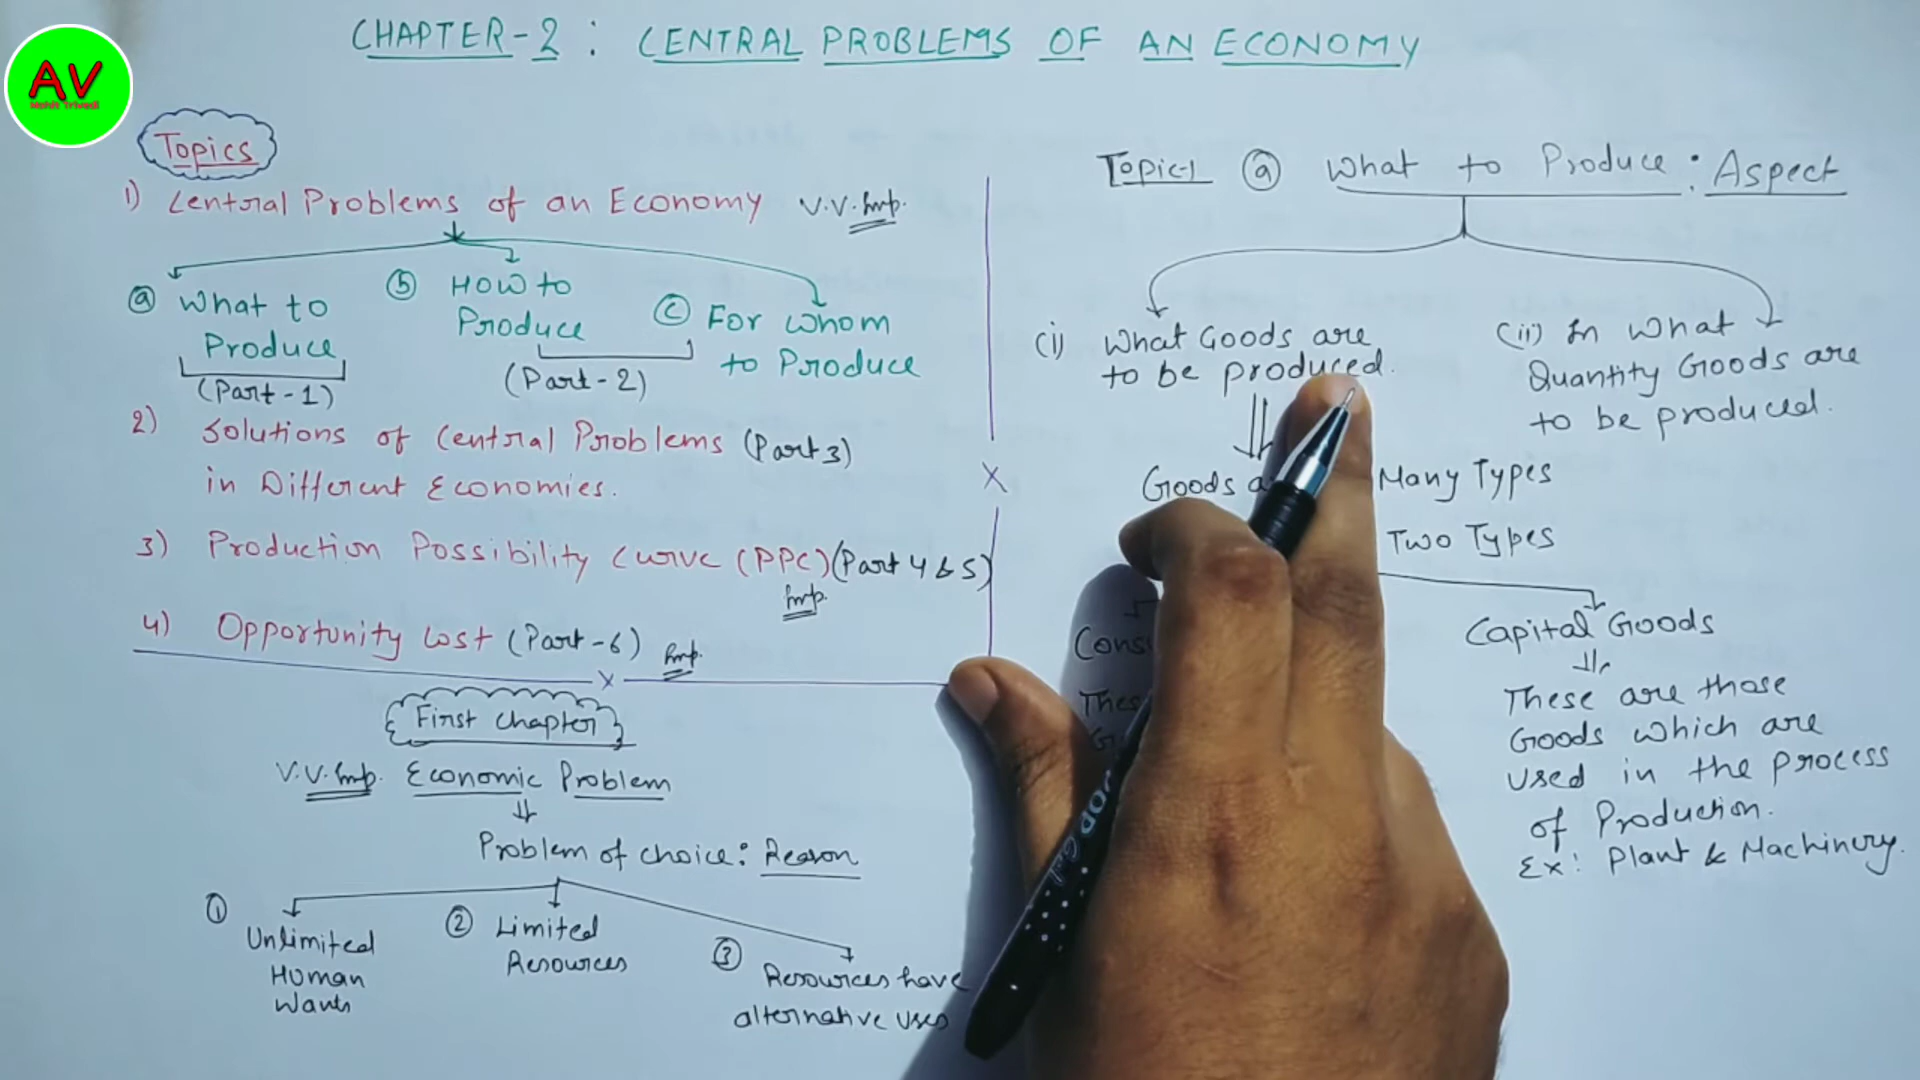 AV
Mohit Trivedi
CHAPTER-2 : CENTRAL PROBLEMS OF AN ECONOMY
Topics
1) Central Problems of an Economy V.V.Imp.
(a) What to
Produce
(Part-1)
(b) How to
Produce
(Part-2)
(c) For Whom
to Produce
2) Solutions of Central Problems (Part 3)
in Different Economies.
3) Production Possibility Curve (PPC) (Part 4 & 5)
Imp.
4) Opportunity Cost (Part-6) Imp.
X
X
First Chapter
V.V.Imp. Economic Problem
Problem of choice: Reason
① Unlimited
Human
Wants
② Limited
Resources
③ Resources have
alternative uses
Topic-1 (a) What to Produce : Aspect
(i) What Goods are
to be produced.
(ii) In What
Quantity Goods are
to be produced.
Goods Many Types
Two Types
Capital Goods
These are those
Goods which are
used in the process
of Production.
Ex: Plant & Machinery.